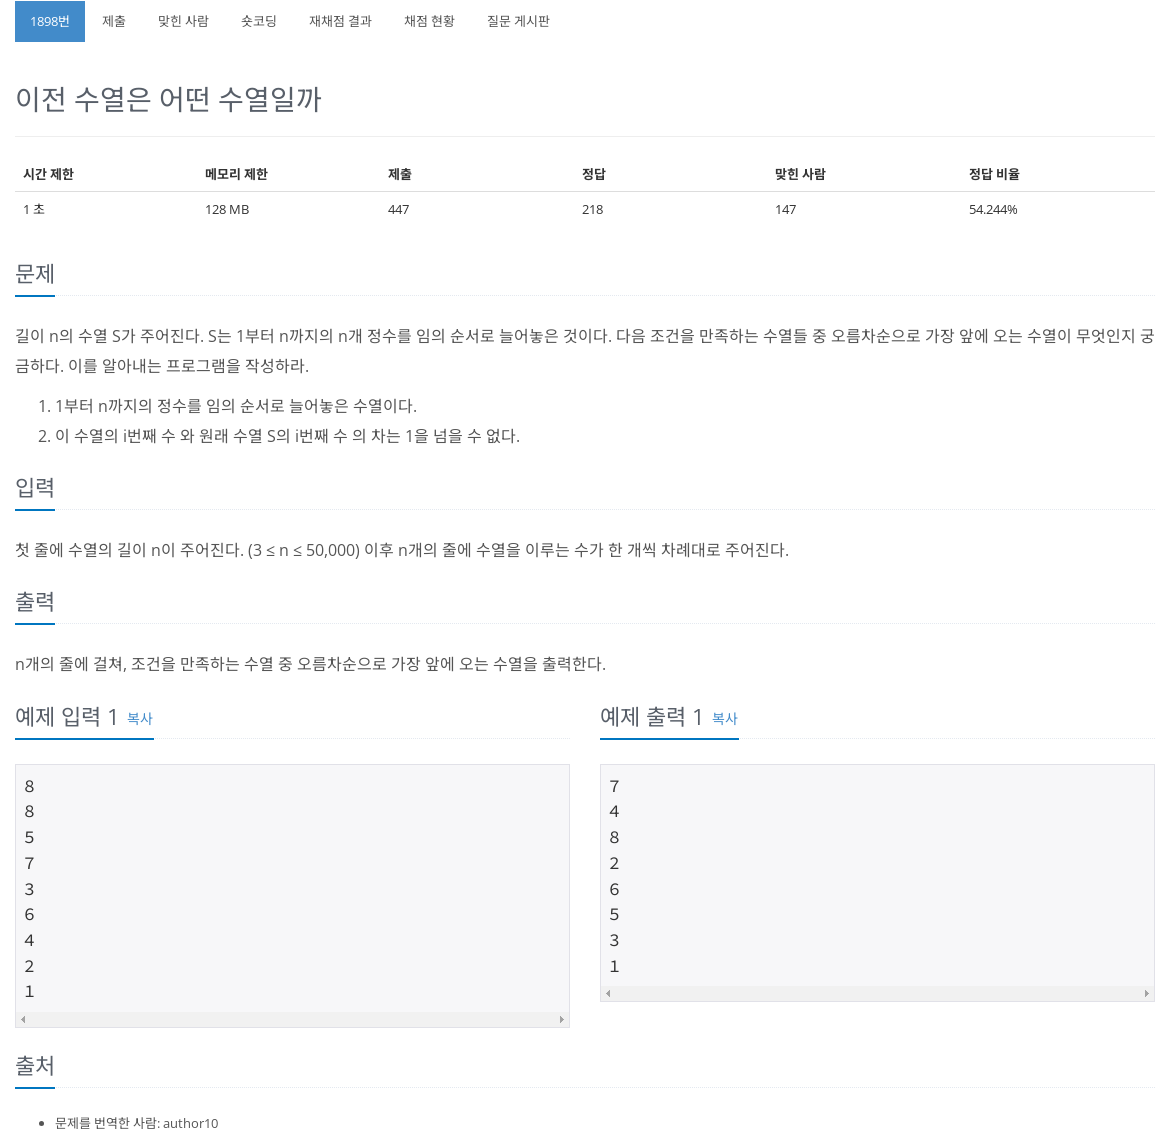 1898번 제출 맞힌 사람 숏코딩 재채점 결과 채점 현황 질문 게시판
이전 수열은 어떤 수열일까
시간 제한 메모리 제한 제출 정답 맞힌 사람 정답 비율
1 초 128 MB 447 218 147 54.244%
문제
길이 n의 수열 S가 주어진다. S는 1부터 n까지의 n개 정수를 임의 순서로 늘어놓은 것이다. 다음 조건을 만족하는 수열들 중 오름차순으로 가장 앞에 오는 수열이 무엇인지 궁
금하다. 이를 알아내는 프로그램을 작성하라.
1. 1부터 n까지의 정수를 임의 순서로 늘어놓은 수열이다.
2. 이 수열의 i번째 수 와 원래 수열 S의 i번째 수 의 차는 1을 넘을 수 없다.
입력
첫 줄에 수열의 길이 n이 주어진다. (3 ≤ n ≤ 50,000) 이후 n개의 줄에 수열을 이루는 수가 한 개씩 차례대로 주어진다.
출력
n개의 줄에 걸쳐, 조건을 만족하는 수열 중 오름차순으로 가장 앞에 오는 수열을 출력한다.
예제 입력 1 복사
8
8
5
7
3
6
4
2
1
예제 출력 1 복사
7
4
8
2
6
5
3
1
출처
• 문제를 번역한 사람: author10